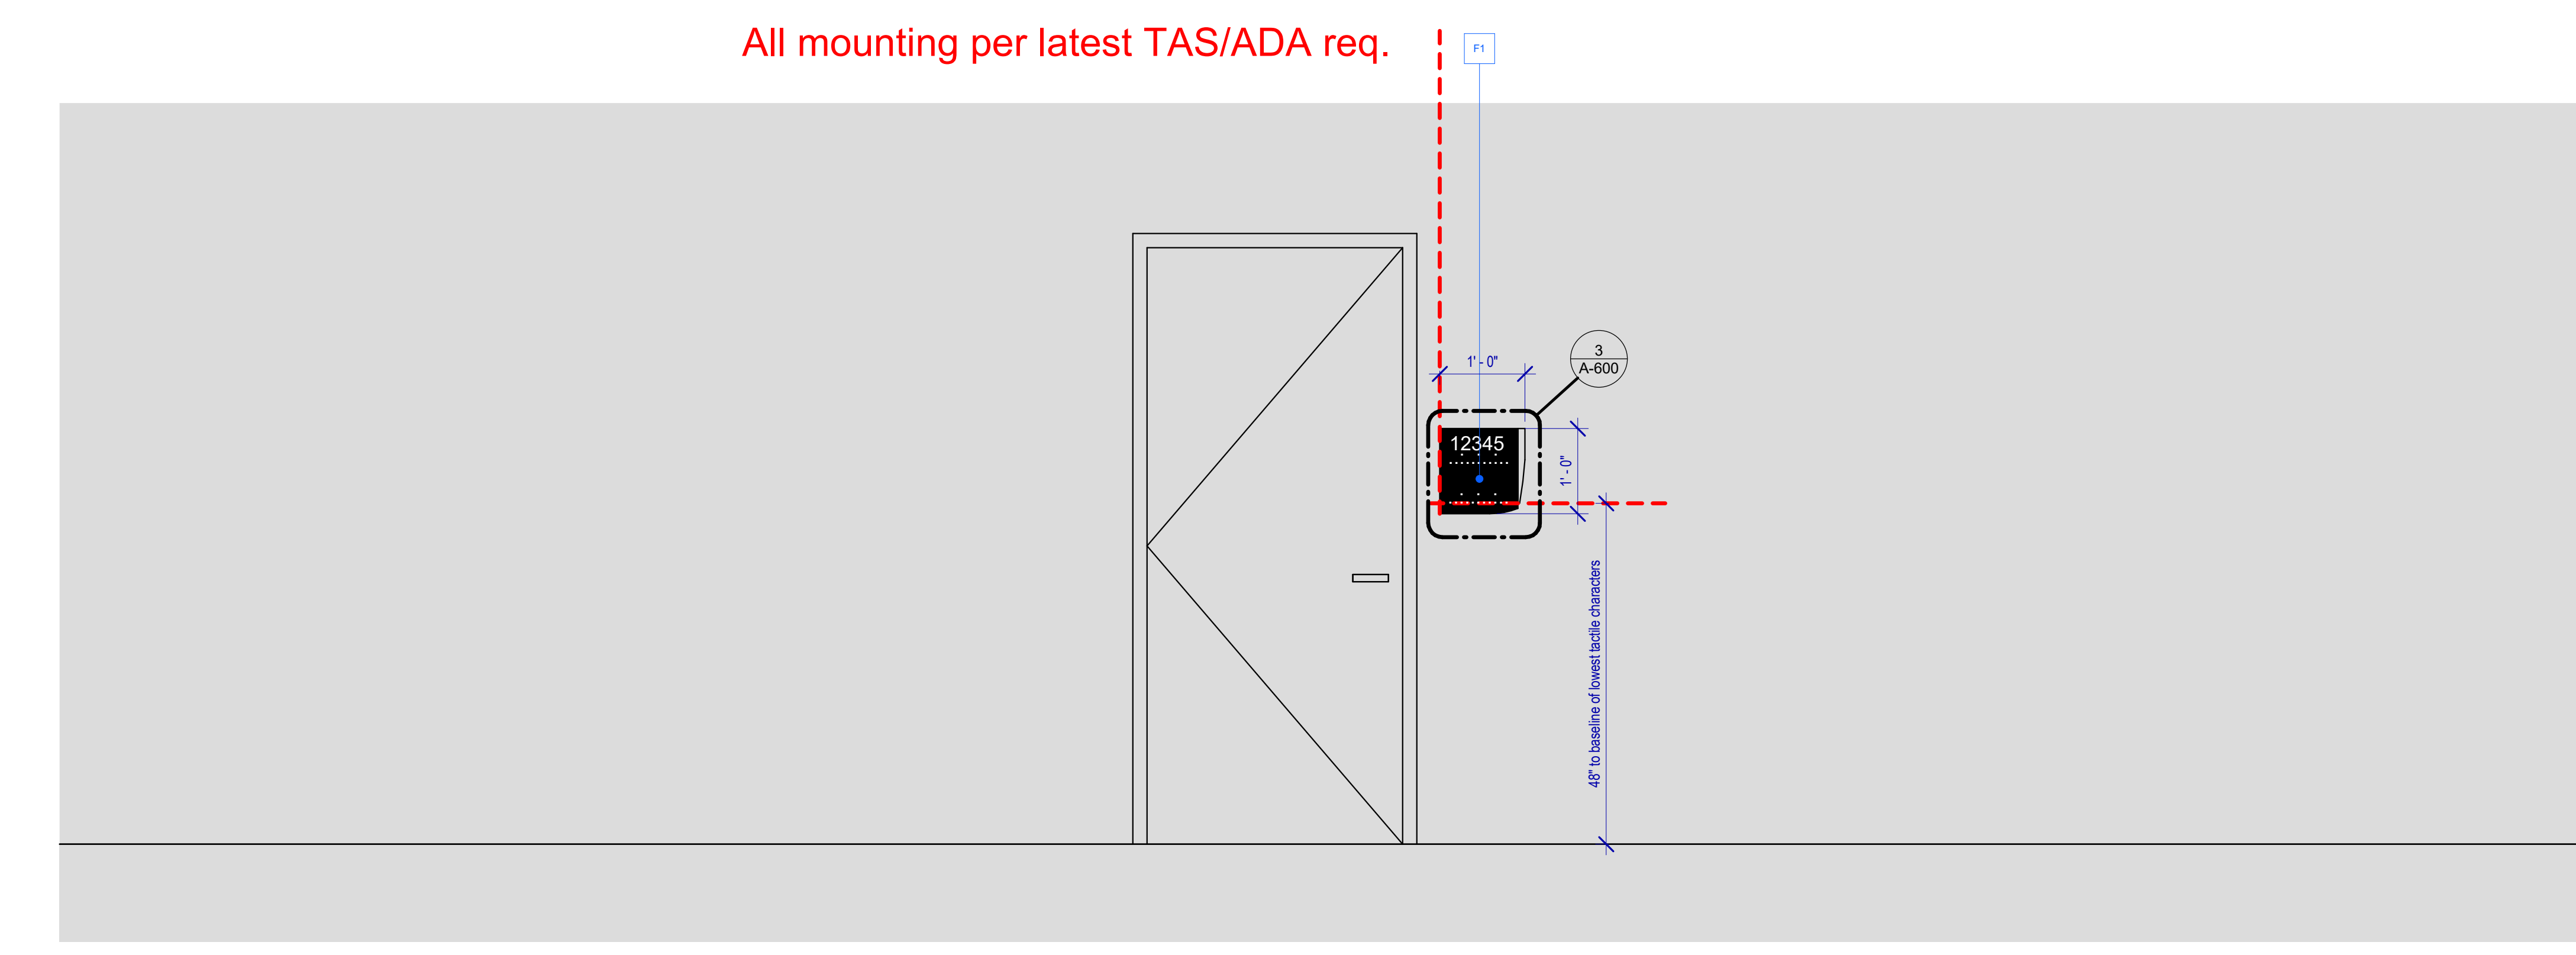 All mounting per latest TAS/ADA req.
F1
3
A-600
1' - 0"
12345
1' - 0"
48" to baseline of lowest tactile characters